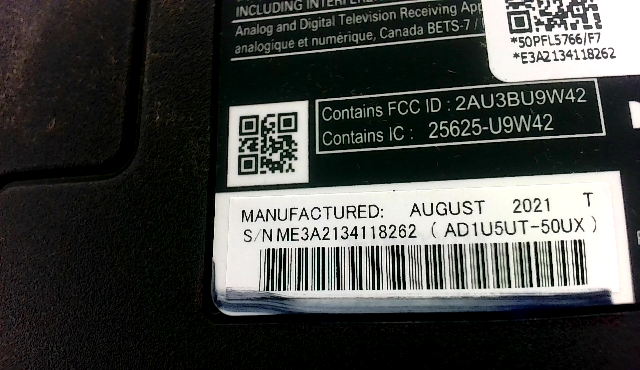 INCLUDING INTERFERE
Analog and Digital Television Receiving App
analogique et numérique, Canada BETS-7 /
*50PFL5766/F7
*E3A2134118262
Contains FCC ID : 2AU3BU9W42
Contains IC : 25625-U9W42
MANUFACTURED: AUGUST 2021 T
S/N ME3A2134118262 ( AD1U5UT-50UX )